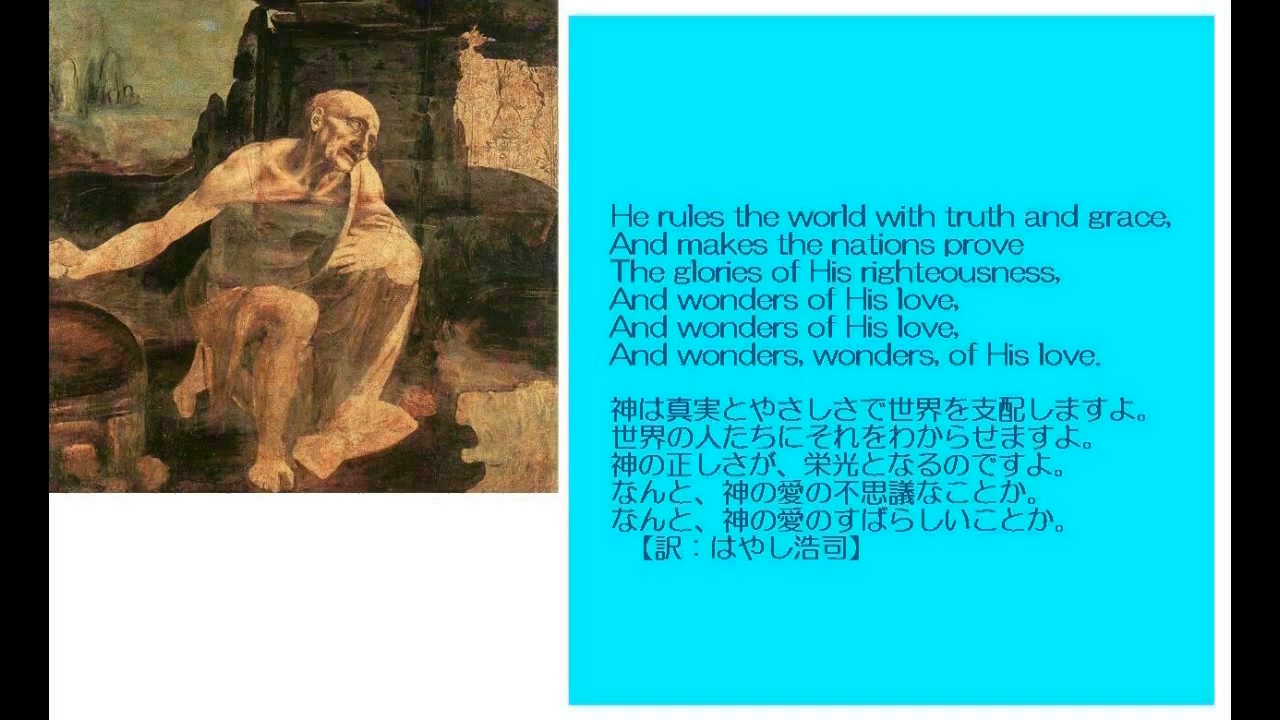 He rules the world with truth and grace,
And makes the nations prove
The glories of His righteousness,
And wonders of His love,
And wonders of His love,
And wonders, wonders, of His love.
神は真実とやさしさで世界を支配しますよ。
世界の人たちにそれをわからせますよ。
神の正しさが、栄光となるのですよ。
なんと、神の愛の不思議なことか。
なんと、神の愛のすばらしいことか。
【訳：はやし浩司】